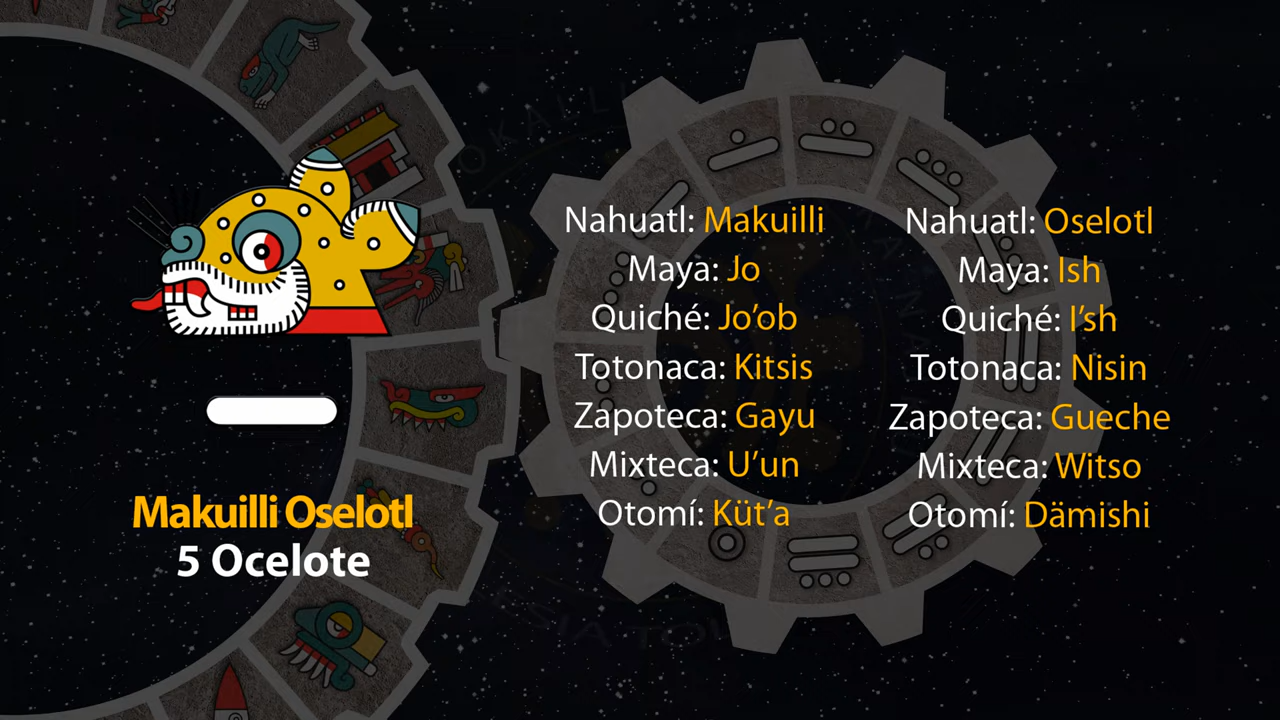 Makuilli Oselotl
5 Ocelote
Nahuatl: Makuilli
Maya: Jo
Quiché: Jo’ob
Totonaca: Kitsis
Zapoteca: Gayu
Mixteca: U’un
Otomí: Küt’a
Nahuatl: Oselotl
Maya: Ish
Quiché: I’sh
Totonaca: Nisin
Zapoteca: Gueche
Mixteca: Witso
Otomí: Dämishi